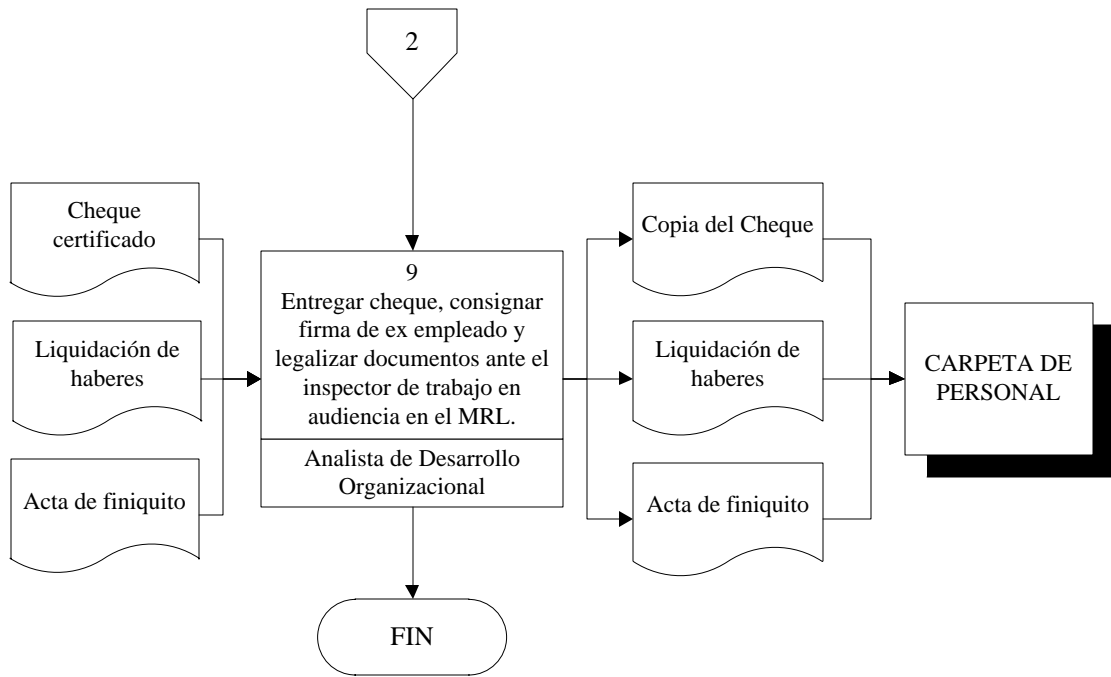 2
Cheque
certificado
Liquidación de
haberes
Acta de finiquito
9
Entregar cheque, consignar
firma de ex empleado y
legalizar documentos ante el
inspector de trabajo en
audiencia en el MRL.
Analista de Desarrollo
Organizacional
Copia del Cheque
Liquidación de
haberes
Acta de finiquito
CARPETA DE
PERSONAL
FIN